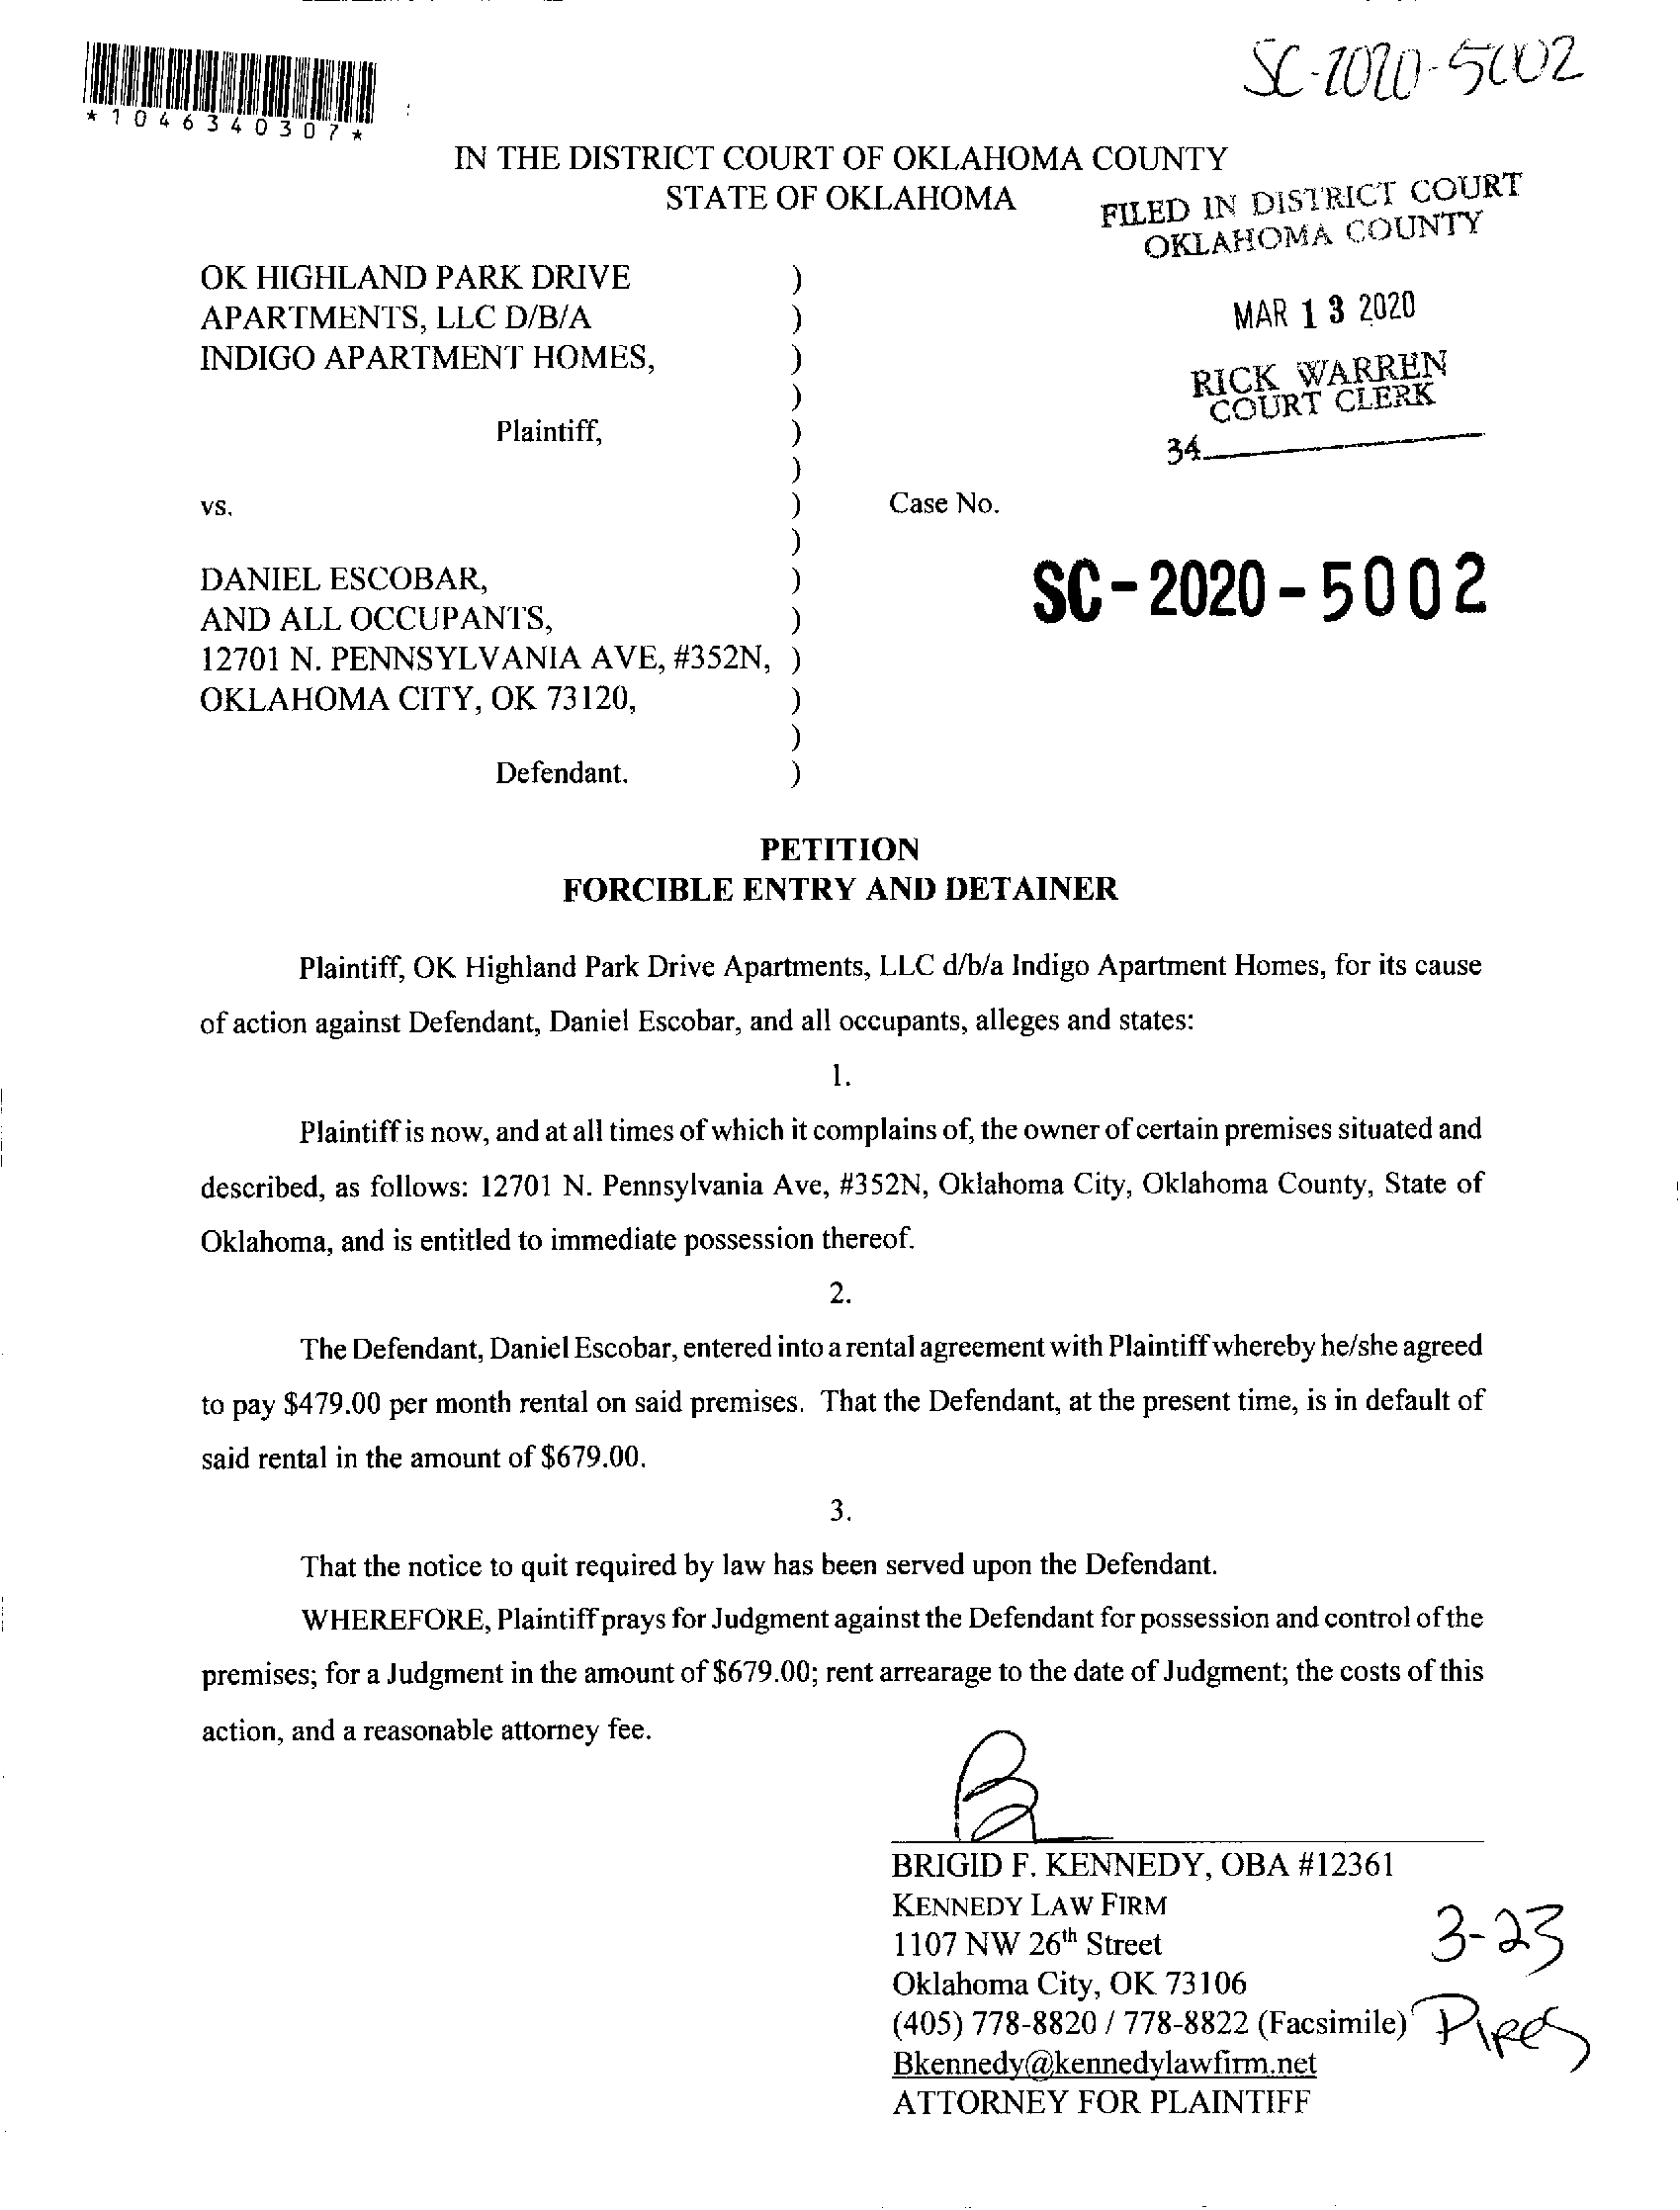 SC-2020-5002
*1046340307*
IN THE DISTRICT COURT OF OKLAHOMA COUNTY
STATE OF OKLAHOMA
FILED IN DISTRICT COURT
OKLAHOMA COUNTY
MAR 13 2020
RICK WARREN
COURT CLERK
34
OK HIGHLAND PARK DRIVE )
APARTMENTS, LLC D/B/A )
INDIGO APARTMENT HOMES, )
)
Plaintiff, )
)
vs. ) Case No.
)
SC-2020-5002
DANIEL ESCOBAR, )
AND ALL OCCUPANTS, )
12701 N. PENNSYLVANIA AVE, #352N, )
OKLAHOMA CITY, OK 73120, )
)
Defendant. )
PETITION
FORCIBLE ENTRY AND DETAINER
Plaintiff, OK Highland Park Drive Apartments, LLC d/b/a Indigo Apartment Homes, for its cause
of action against Defendant, Daniel Escobar, and all occupants, alleges and states:
1.
Plaintiff is now, and at all times of which it complains of, the owner of certain premises situated and
described, as follows: 12701 N. Pennsylvania Ave, #352N, Oklahoma City, Oklahoma County, State of
Oklahoma, and is entitled to immediate possession thereof.
2.
The Defendant, Daniel Escobar, entered into a rental agreement with Plaintiff whereby he/she agreed
to pay $479.00 per month rental on said premises. That the Defendant, at the present time, is in default of
said rental in the amount of $679.00.
3.
That the notice to quit required by law has been served upon the Defendant.
WHEREFORE, Plaintiff prays for Judgment against the Defendant for possession and control of the
premises; for a Judgment in the amount of $679.00; rent arrearage to the date of Judgment; the costs of this
action, and a reasonable attorney fee.
BRIGID F. KENNEDY, OBA #12361
KENNEDY LAW FIRM
1107 NW 26th Street
Oklahoma City, OK 73106
(405) 778-8820 / 778-8822 (Facsimile)
Bkennedy@kennedylawfirm.net
ATTORNEY FOR PLAINTIFF
3-23